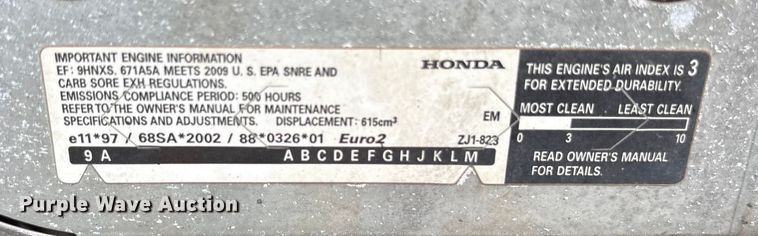 IMPORTANT ENGINE INFORMATION
EF: 9HNXS. 671A5A MEETS 2009 U. S. EPA SNRE AND
CARB SORE EXH REGULATIONS.
EMISSIONS COMPLIANCE PERIOD: 500 HOURS
REFER TO THE OWNER'S MANUAL FOR MAINTENANCE
SPECIFICATIONS AND ADJUSTMENTS. DISPLACEMENT: 615cm³
e11*97 / 68SA*2002 / 88*0326*01 Euro2
9 A A B C D E F G H J K L M
HONDA
EM
ZJ1-823
THIS ENGINE'S AIR INDEX IS 3
FOR EXTENDED DURABILITY.
MOST CLEAN LEAST CLEAN
0 3 10
READ OWNER'S MANUAL
FOR DETAILS.
Purple Wave Auction